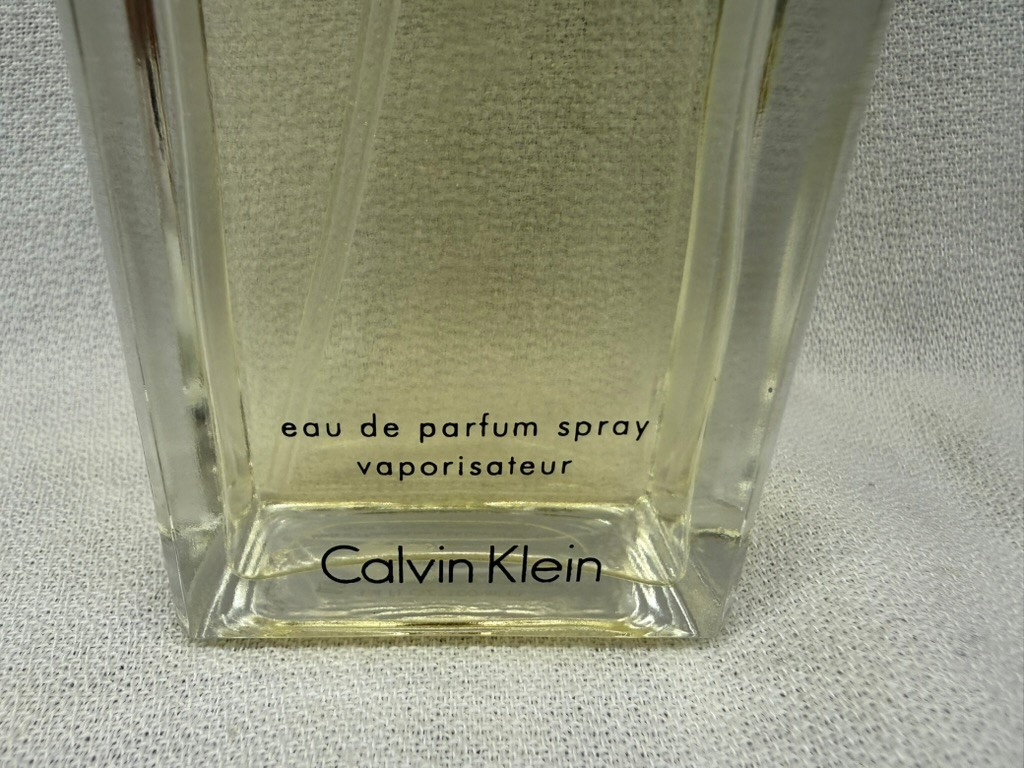 eau de parfum spray
vaporisateur
Calvin Klein